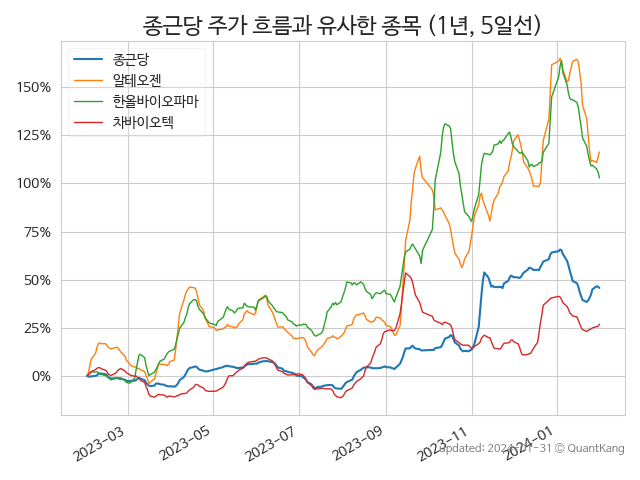 종근당 주가 흐름과 유사한 종목 (1년, 5일선)
종근당
알테오젠
한올바이오파마
차바이오텍
150%
125%
100%
75%
50%
25%
0%
2023-03
2023-05
2023-07
2023-09
2023-11
2024-01
updated: 2024-01-31 © QuantKang